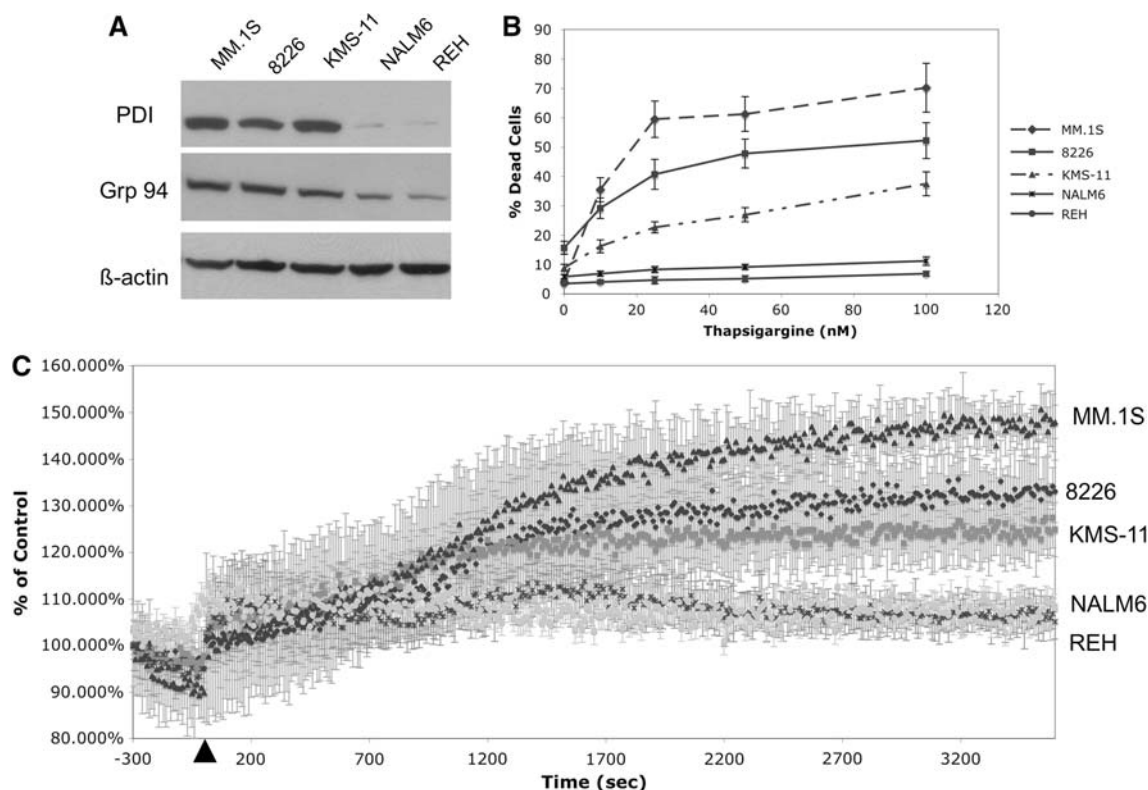 A
MM.1S
8226
KMS-11
NALM6
REH
PDI
Grp 94
ß-actin
B
90
80
70
60
50
40
30
20
10
0
% Dead Cells
0 20 40 60 80 100 120
Thapsigargine (nM)
MM.1S
8226
KMS-11
NALM6
REH
C
160.000%
150.000%
140.000%
130.000%
120.000%
110.000%
100.000%
90.000%
80.000%
% of Control
-300 200 700 1200 1700 2200 2700 3200
Time (sec)
MM.1S
8226
KMS-11
NALM6
REH